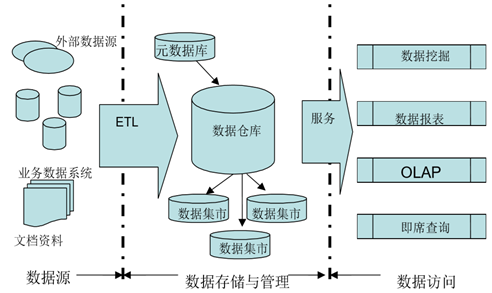 外部数据源
业务数据系统
文档资料
数据源
ETL
元数据库
数据仓库
数据集市
数据集市
数据集市
数据存储与管理
服务
数据挖掘
数据报表
OLAP
即席查询
数据访问